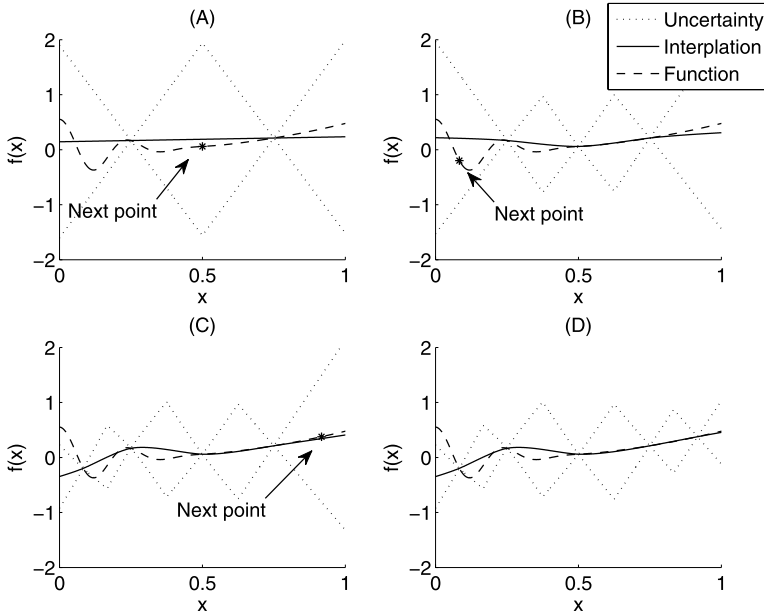 (A)
(B)
Uncertainty
Interplation
Function
2
1
0
−1
−2
f(x)
Next point
0
0.5
1
x
2
1
0
−1
−2
f(x)
Next point
0
0.5
1
x
(C)
(D)
2
1
0
−1
−2
f(x)
Next point
0
0.5
1
x
2
1
0
−1
−2
f(x)
0
0.5
1
x